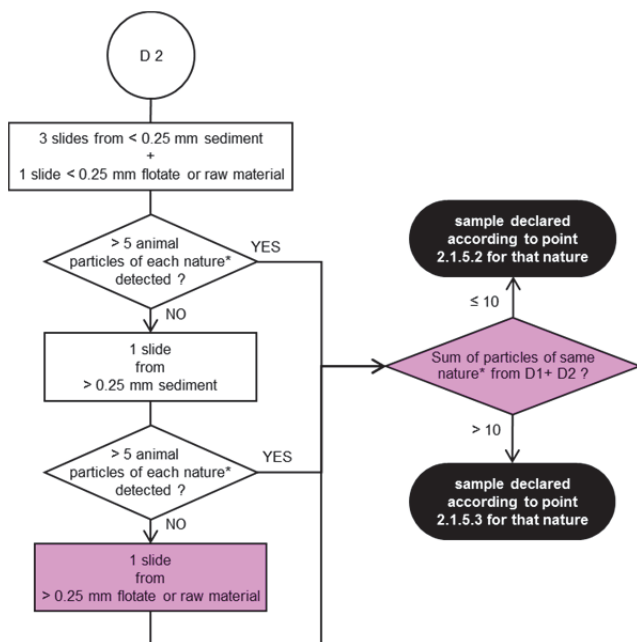 D 2
3 slides from < 0.25 mm sediment
+
1 slide < 0.25 mm flotate or raw material
> 5 animal
particles of each nature*
detected ?
YES
NO
1 slide
from
> 0.25 mm sediment
> 5 animal
particles of each nature*
detected ?
YES
NO
1 slide
from
> 0.25 mm flotate or raw material
sample declared
according to point
2.1.5.2 for that nature
≤ 10
Sum of particles of same
nature* from D1+ D2 ?
> 10
sample declared
according to point
2.1.5.3 for that nature